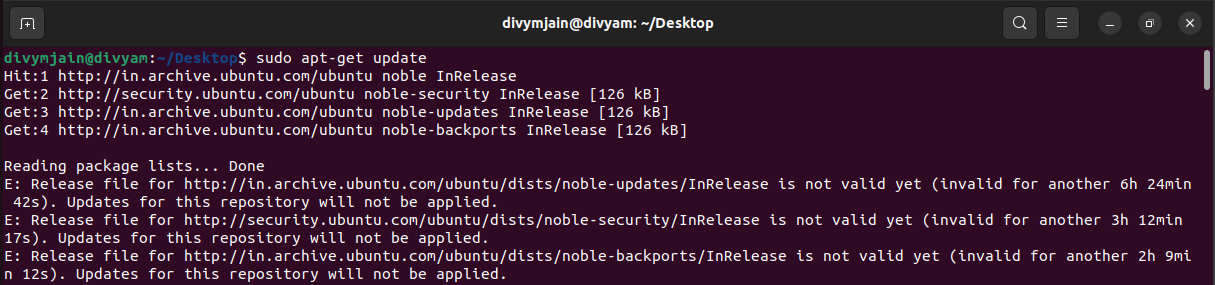 divymjain@divyam: ~/Desktop
divymjain@divyam:~/Desktop$ sudo apt-get update
Hit:1 http://in.archive.ubuntu.com/ubuntu noble InRelease
Get:2 http://security.ubuntu.com/ubuntu noble-security InRelease [126 kB]
Get:3 http://in.archive.ubuntu.com/ubuntu noble-updates InRelease [126 kB]
Get:4 http://in.archive.ubuntu.com/ubuntu noble-backports InRelease [126 kB]
Reading package lists... Done
E: Release file for http://in.archive.ubuntu.com/ubuntu/dists/noble-updates/InRelease is not valid yet (invalid for another 6h 24min
42s). Updates for this repository will not be applied.
E: Release file for http://security.ubuntu.com/ubuntu/dists/noble-security/InRelease is not valid yet (invalid for another 3h 12min
17s). Updates for this repository will not be applied.
E: Release file for http://in.archive.ubuntu.com/ubuntu/dists/noble-backports/InRelease is not valid yet (invalid for another 2h 9mi
n 12s). Updates for this repository will not be applied.